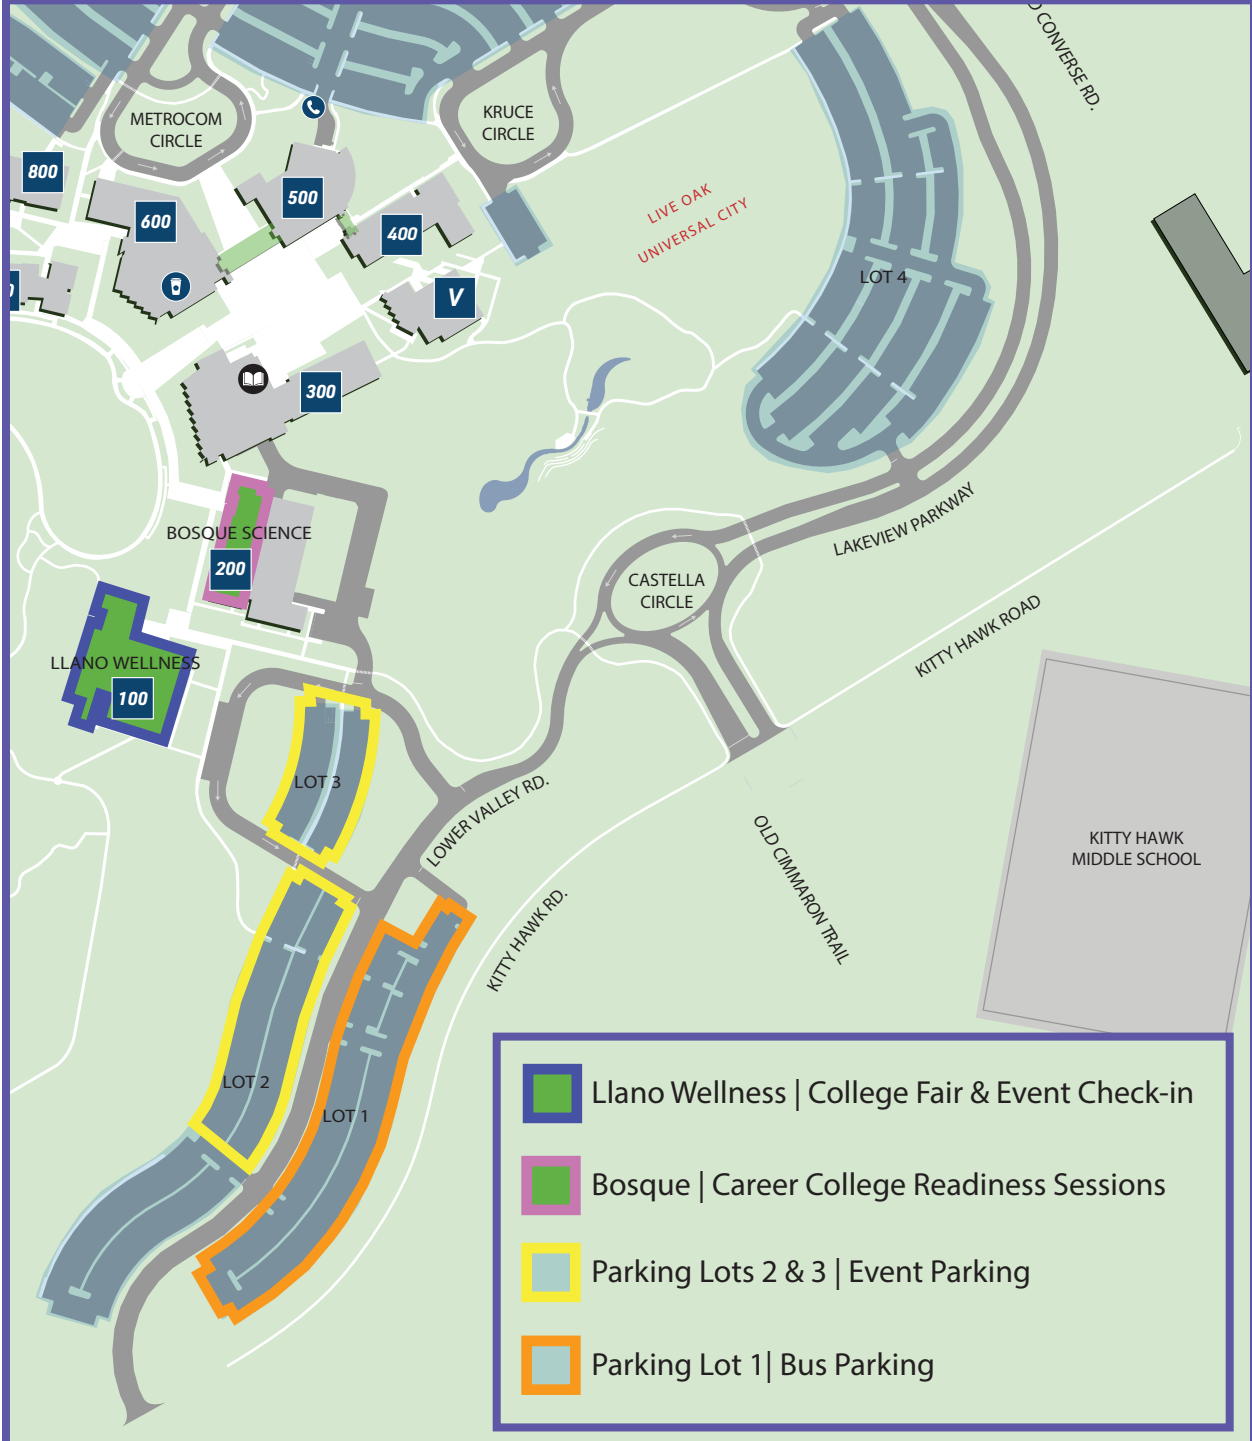 O CONVERSE RD.
METROCOM
CIRCLE
KRUCE
CIRCLE
800
600
500
400
LIVE OAK
UNIVERSAL CITY
LOT 4
0
V
300
LAKEVIEW PARKWAY
BOSQUE SCIENCE
200
CASTELLA
CIRCLE
KITTY HAWK ROAD
LLANO WELLNESS
100
LOT 3
LOWER VALLEY RD.
OLD CIMMARON TRAIL
KITTY HAWK
MIDDLE SCHOOL
KITTY HAWK RD.
LOT 2
LOT 1
Llano Wellness | College Fair & Event Check-in
Bosque | Career College Readiness Sessions
Parking Lots 2 & 3 | Event Parking
Parking Lot 1| Bus Parking